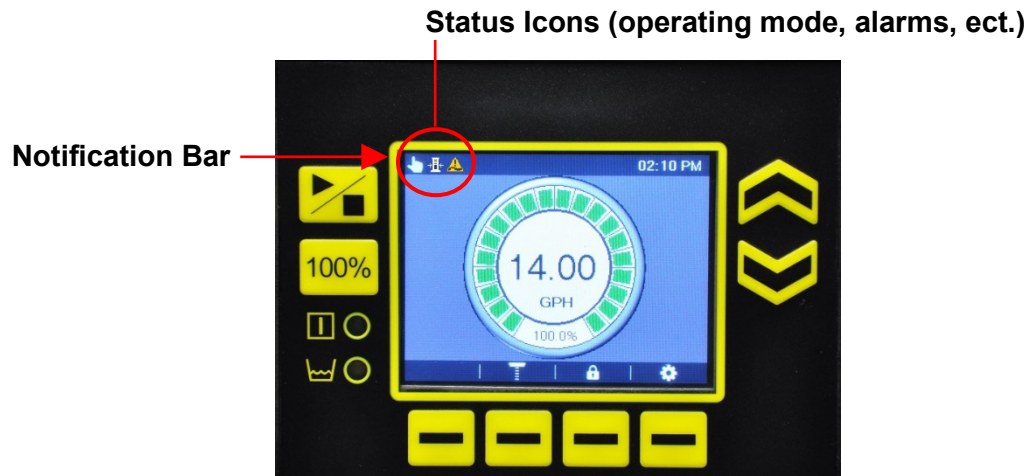 Status Icons (operating mode, alarms, ect.)
Notification Bar
02:10 PM
100%
14.00
GPH
100.0%